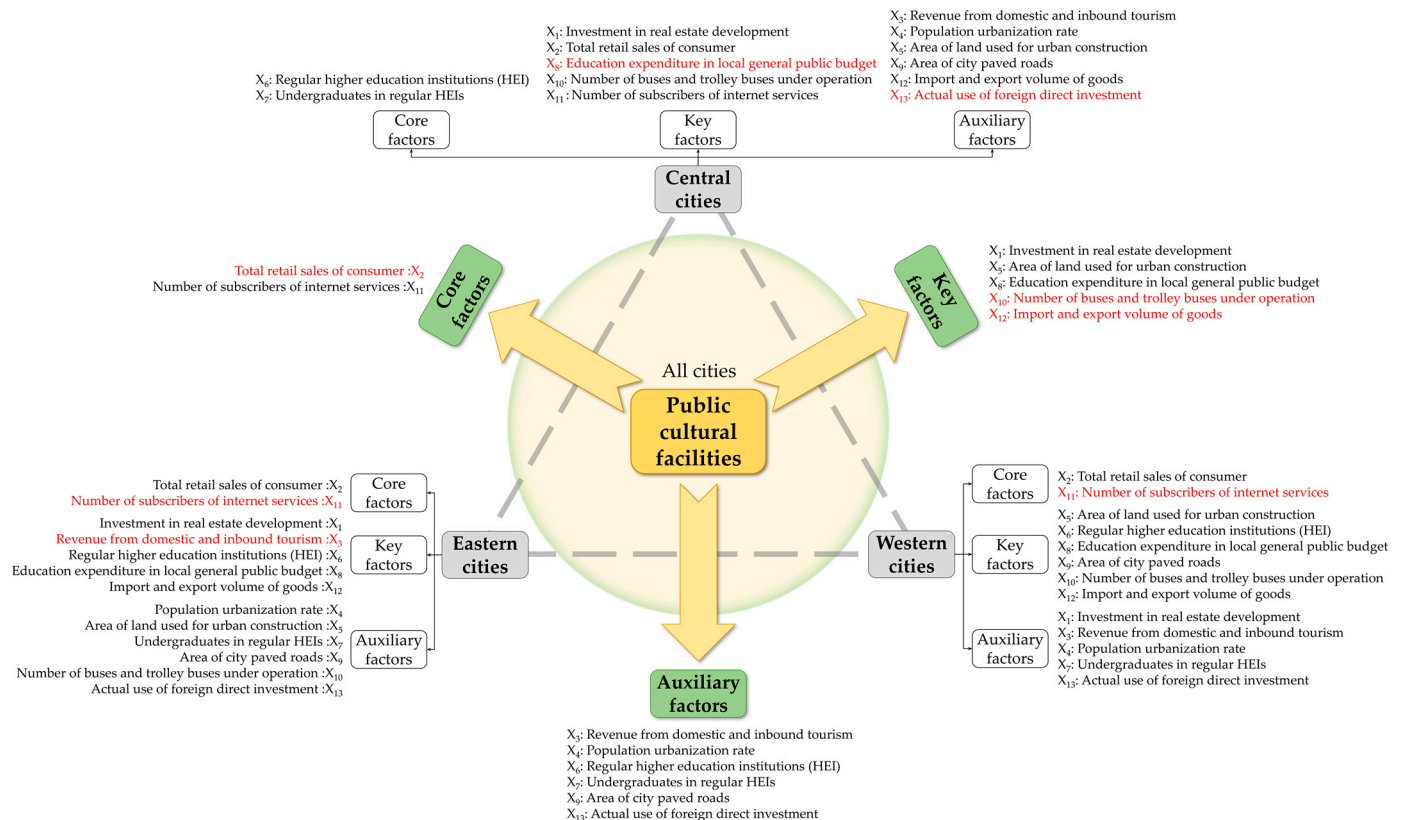 X₃: Revenue from domestic and inbound tourism
X₄: Population urbanization rate
X₅: Area of land used for urban construction
X₉: Area of city paved roads
X₁₂: Import and export volume of goods
X₁₃: Actual use of foreign direct investment
X₁: Investment in real estate development
X₂: Total retail sales of consumer
X₈: Education expenditure in local general public budget
X₁₀: Number of buses and trolley buses under operation
X₁₁: Number of subscribers of internet services
X₆: Regular higher education institutions (HEI)
X₇: Undergraduates in regular HEIs
Core
factors
Key
factors
Auxiliary
factors
Central
cities
Total retail sales of consumer :X₂
Number of subscribers of internet services :X₁₁
Core
factors
Key
factors
X₁: Investment in real estate development
X₅: Area of land used for urban construction
X₈: Education expenditure in local general public budget
X₁₀: Number of buses and trolley buses under operation
X₁₂: Import and export volume of goods
All cities
Public
cultural
facilities
Total retail sales of consumer :X₂
Number of subscribers of internet services :X₁₁
Core
factors
Investment in real estate development :X₁
Revenue from domestic and inbound tourism :X₃
Regular higher education institutions (HEI) :X₆
Education expenditure in local general public budget :X₈
Import and export volume of goods :X₁₂
Key
factors
Eastern
cities
Population urbanization rate :X₄
Area of land used for urban construction :X₅
Undergraduates in regular HEIs :X₇
Area of city paved roads :X₉
Number of buses and trolley buses under operation :X₁₀
Actual use of foreign direct investment :X₁₃
Auxiliary
factors
Western
cities
Core
factors
X₂: Total retail sales of consumer
X₁₁: Number of subscribers of internet services
Key
factors
X₅: Area of land used for urban construction
X₆: Regular higher education institutions (HEI)
X₈: Education expenditure in local general public budget
X₉: Area of city paved roads
X₁₀: Number of buses and trolley buses under operation
X₁₂: Import and export volume of goods
Auxiliary
factors
X₁: Investment in real estate development
X₃: Revenue from domestic and inbound tourism
X₄: Population urbanization rate
X₇: Undergraduates in regular HEIs
X₁₃: Actual use of foreign direct investment
Auxiliary
factors
X₃: Revenue from domestic and inbound tourism
X₄: Population urbanization rate
X₆: Regular higher education institutions (HEI)
X₇: Undergraduates in regular HEIs
X₉: Area of city paved roads
X₁₃: Actual use of foreign direct investment